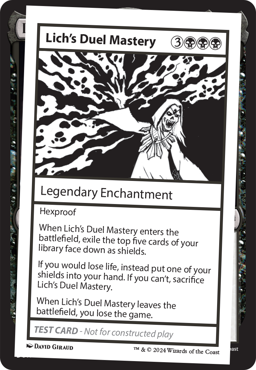 Lich's Duel Mastery 3
Legendary Enchantment
Hexproof
When Lich's Duel Mastery enters the
battlefield, exile the top five cards of your
library face down as shields.
If you would lose life, instead put one of your
shields into your hand. If you can't, sacrifice
Lich's Duel Mastery.
When Lich's Duel Mastery leaves the
battlefield, you lose the game.
TEST CARD - Not for constructed play
David Giraud ™ & © 2024 Wizards of the Coast